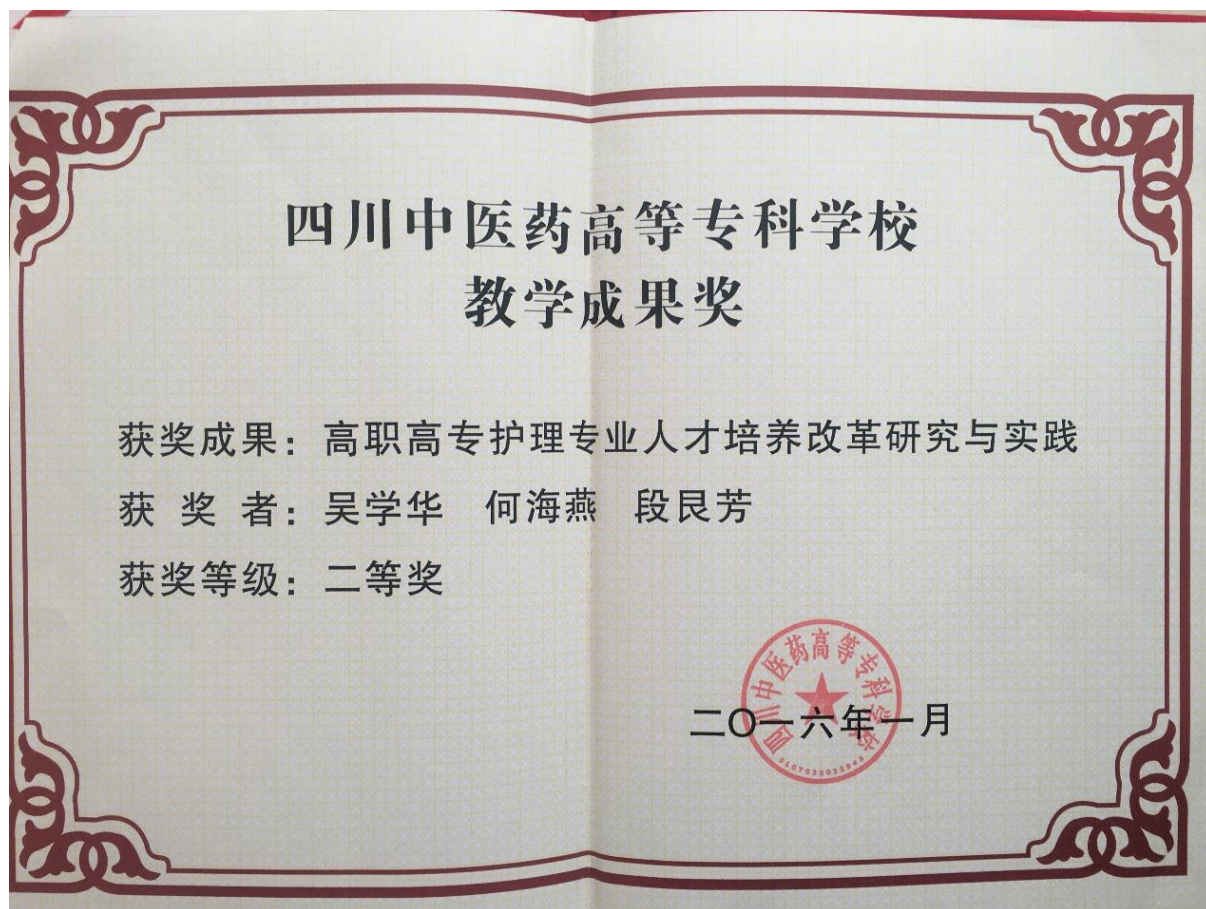 四川中医药高等专科学校
教学成果奖
获奖成果：高职高专护理专业人才培养改革研究与实践
获 奖 者：吴学华 何海燕 段艮芳
获奖等级：二等奖
四川中医药高等专科学校
二〇一六年一月